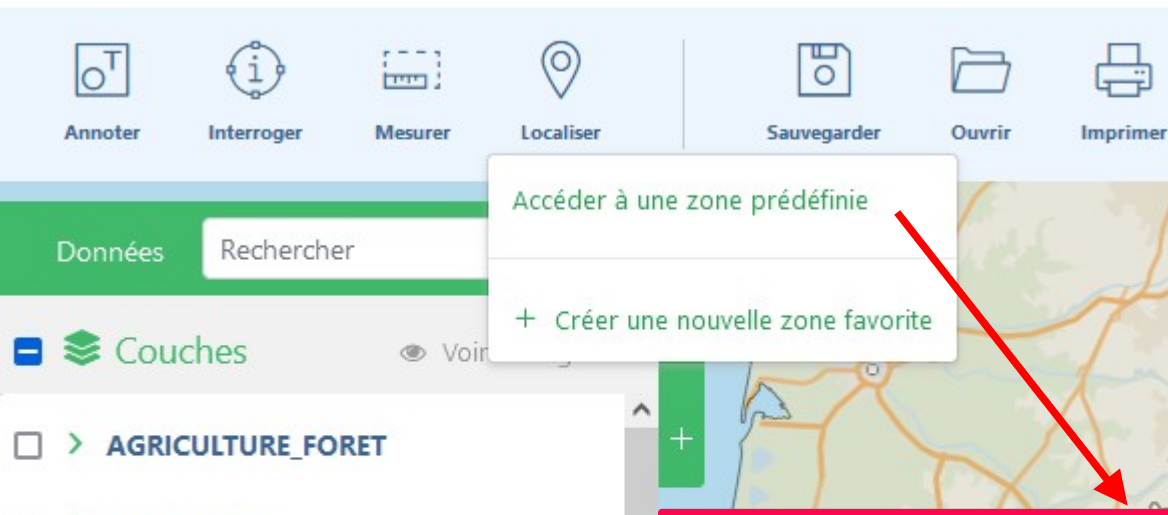 Annoter Interroger Mesurer Localiser Sauvegarder Ouvrir Imprimer
Accéder à une zone prédéfinie
Données Rechercher
+ Créer une nouvelle zone favorite
Couches Voir
> AGRICULTURE_FORET
+